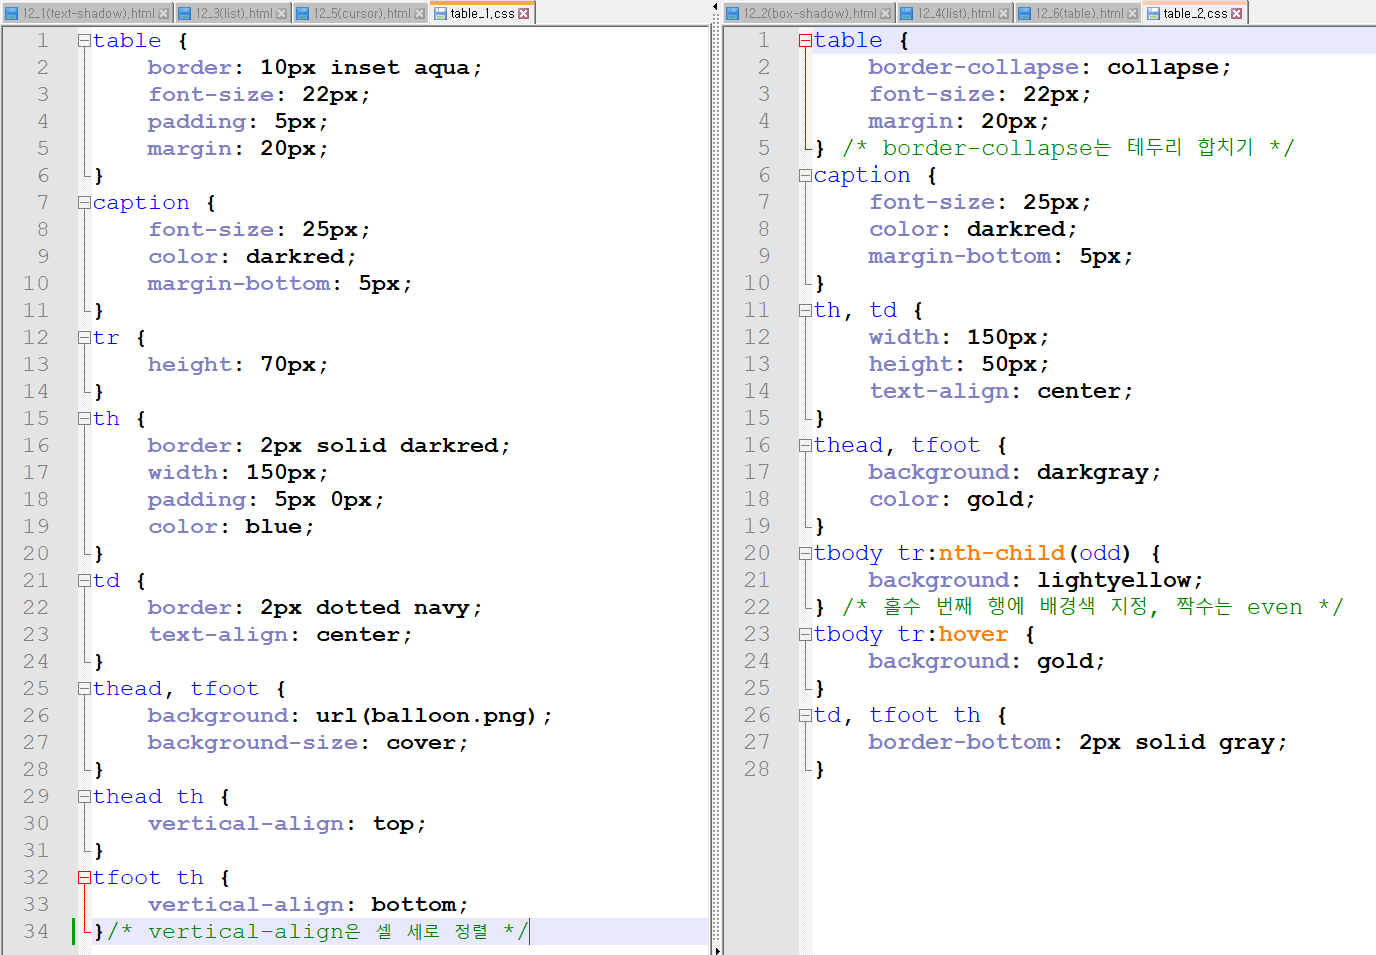 12_1(text-shadow).html 12_3(list).html 12_5(cursor).html table_1.css
1 table {
2 border: 10px inset aqua;
3 font-size: 22px;
4 padding: 5px;
5 margin: 20px;
6 }
7 caption {
8 font-size: 25px;
9 color: darkred;
10 margin-bottom: 5px;
11 }
12 tr {
13 height: 70px;
14 }
15 th {
16 border: 2px solid darkred;
17 width: 150px;
18 padding: 5px 0px;
19 color: blue;
20 }
21 td {
22 border: 2px dotted navy;
23 text-align: center;
24 }
25 thead, tfoot {
26 background: url(balloon.png);
27 background-size: cover;
28 }
29 thead th {
30 vertical-align: top;
31 }
32 tfoot th {
33 vertical-align: bottom;
34 }/* vertical-align은 셀 세로 정렬 */
12_2(box-shadow).html 12_4(list).html 12_6(table).html table_2.css
1 table {
2 border-collapse: collapse;
3 font-size: 22px;
4 margin: 20px;
5 } /* border-collapse는 테두리 합치기 */
6 caption {
7 font-size: 25px;
8 color: darkred;
9 margin-bottom: 5px;
10 }
11 th, td {
12 width: 150px;
13 height: 50px;
14 text-align: center;
15 }
16 thead, tfoot {
17 background: darkgray;
18 color: gold;
19 }
20 tbody tr:nth-child(odd) {
21 background: lightyellow;
22 } /* 홀수 번째 행에 배경색 지정, 짝수는 even */
23 tbody tr:hover {
24 background: gold;
25 }
26 td, tfoot th {
27 border-bottom: 2px solid gray;
28 }